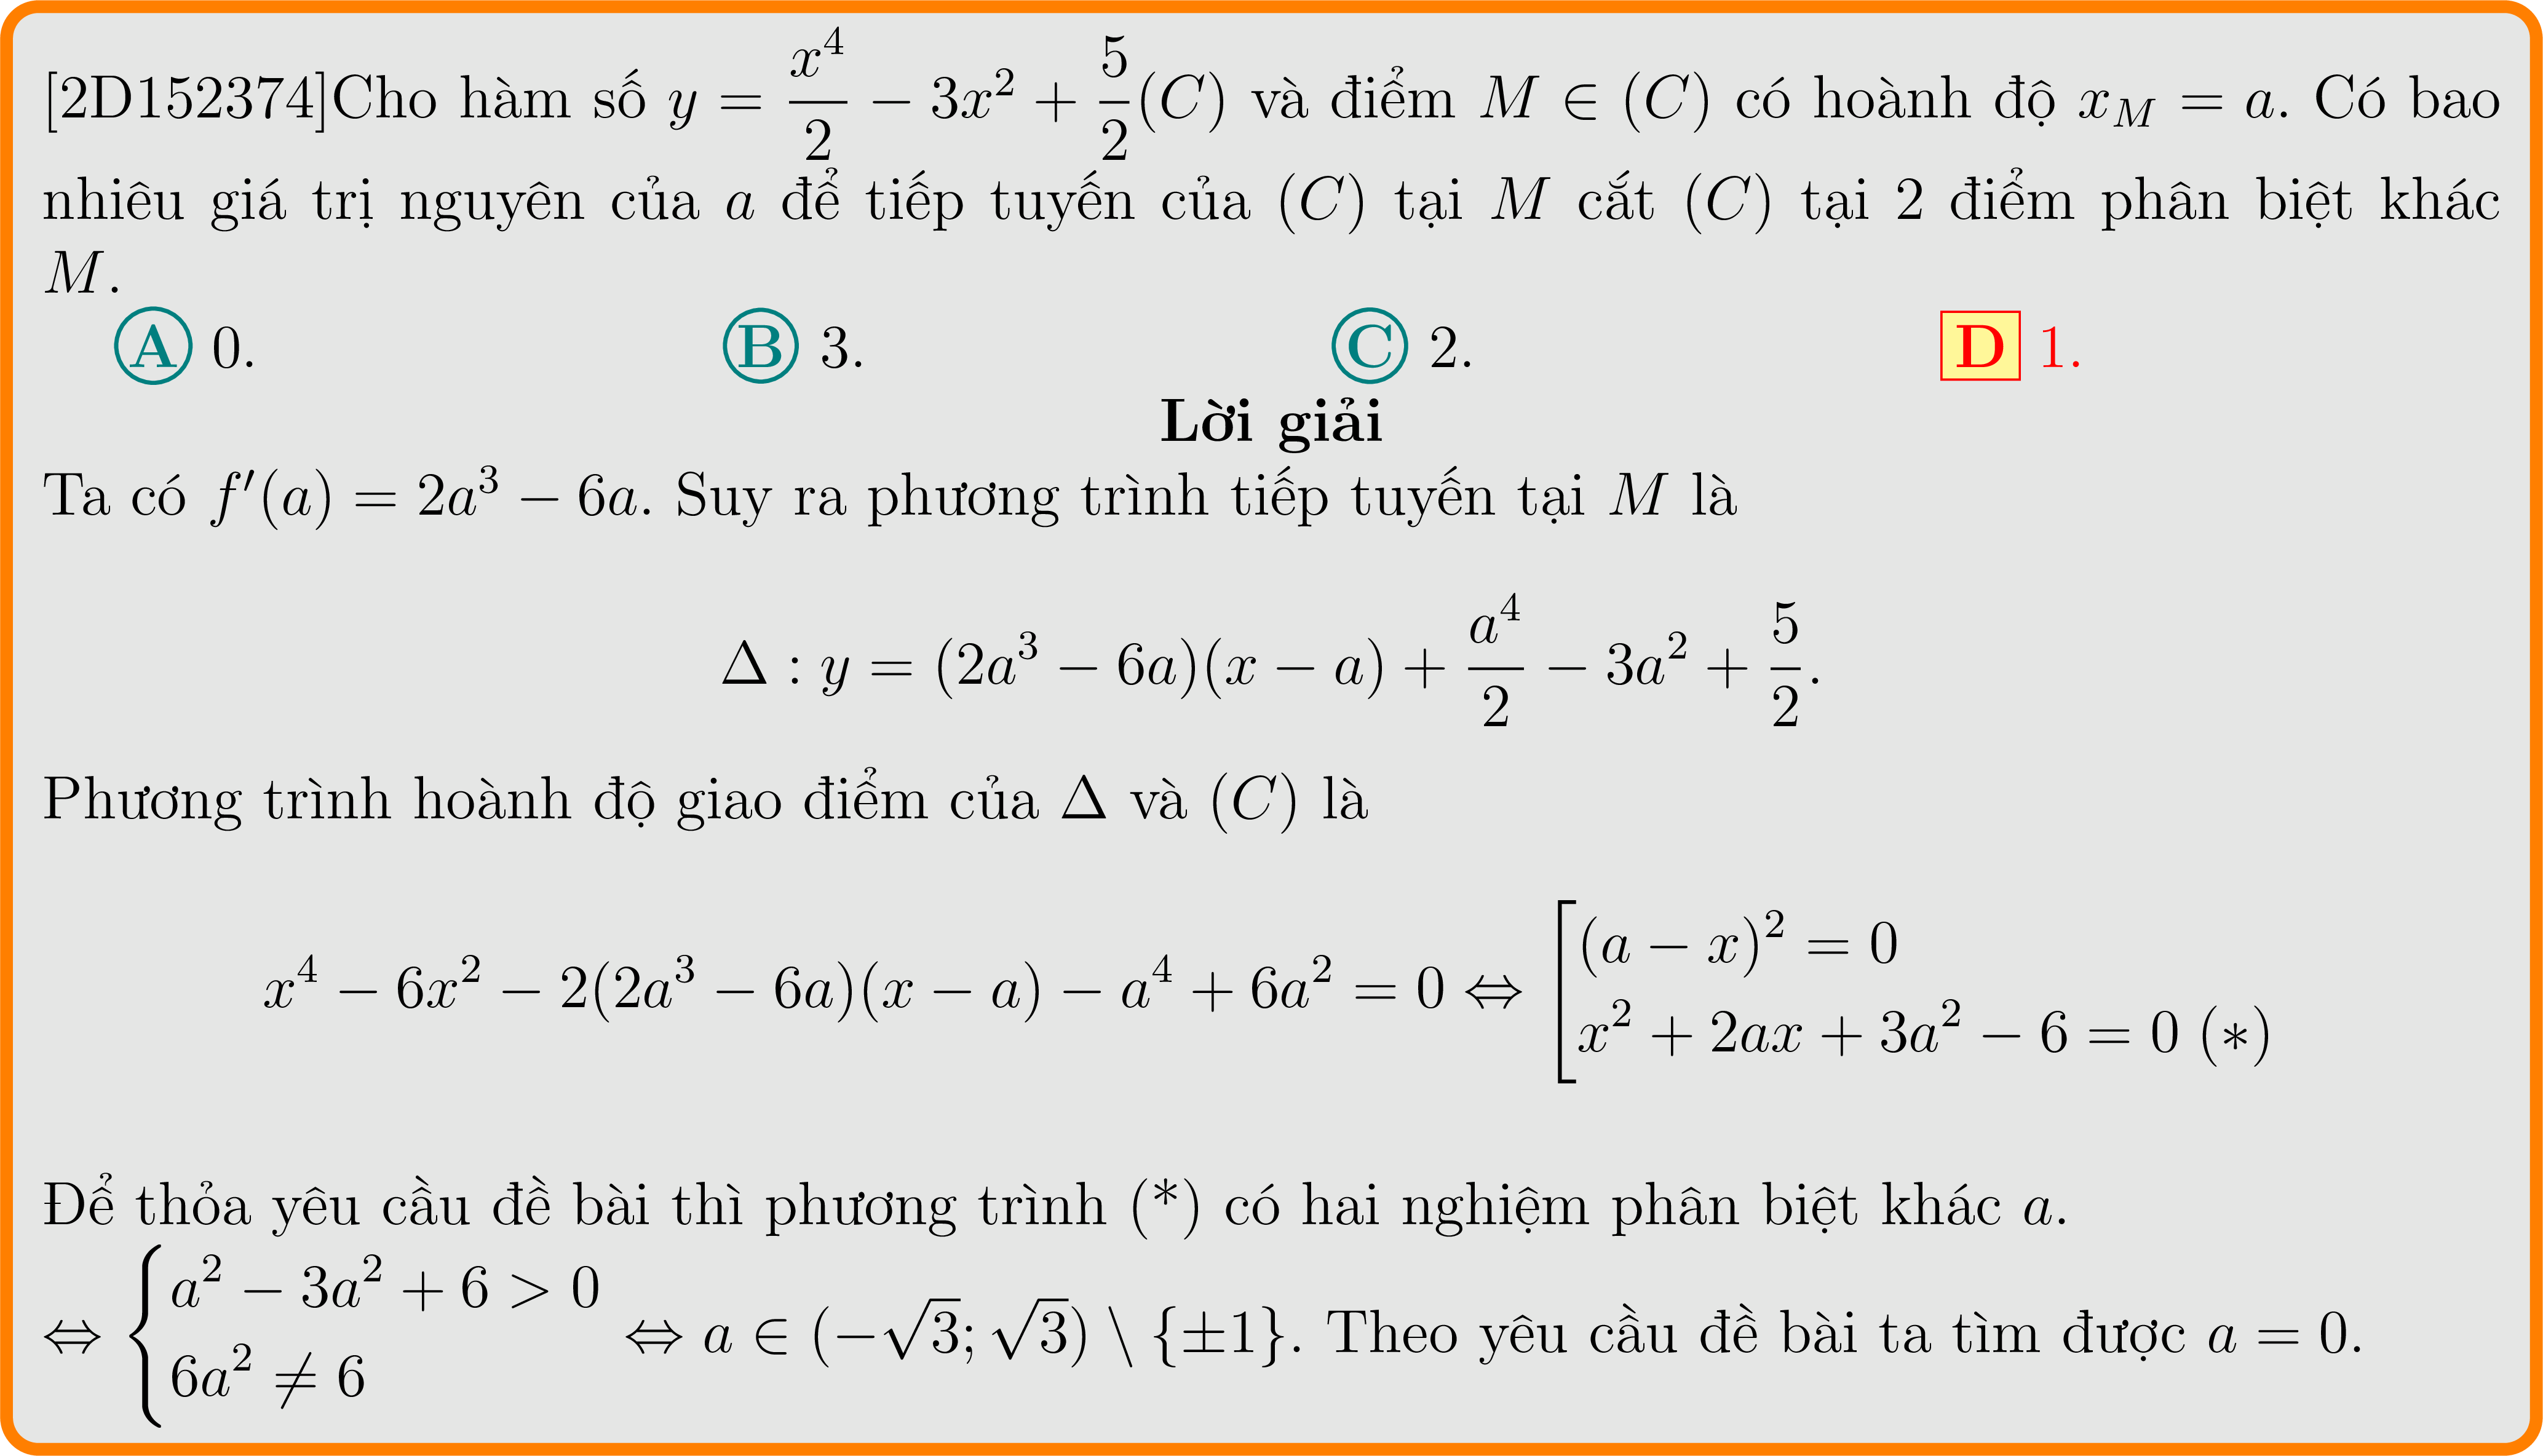 [2D152374]Cho hàm số $y = \dfrac{x^4}{2} - 3x^2 + \dfrac{5}{2}(C)$ và điểm $M \in (C)$ có hoành độ $x_M = a$. Có bao
nhiêu giá trị nguyên của $a$ để tiếp tuyến của $(C)$ tại $M$ cắt $(C)$ tại 2 điểm phân biệt khác
$M$.
A 0. B 3. C 2. D 1.
Lời giải
Ta có $f'(a) = 2a^3 - 6a$. Suy ra phương trình tiếp tuyến tại $M$ là
$\Delta : y = (2a^3 - 6a)(x - a) + \dfrac{a^4}{2} - 3a^2 + \dfrac{5}{2}.$
Phương trình hoành độ giao điểm của $\Delta$ và $(C)$ là
$x^4 - 6x^2 - 2(2a^3 - 6a)(x - a) - a^4 + 6a^2 = 0 \Leftrightarrow \left[\begin{array}{l} (a - x)^2 = 0 \\ x^2 + 2ax + 3a^2 - 6 = 0 \ (*) \end{array}\right.$
Để thỏa yêu cầu đề bài thì phương trình (*) có hai nghiệm phân biệt khác $a$.
$\Leftrightarrow \begin{cases} a^2 - 3a^2 + 6 > 0 \\ 6a^2 \neq 6 \end{cases} \Leftrightarrow a \in (-\sqrt{3}; \sqrt{3}) \setminus \{\pm 1\}$. Theo yêu cầu đề bài ta tìm được $a = 0$.